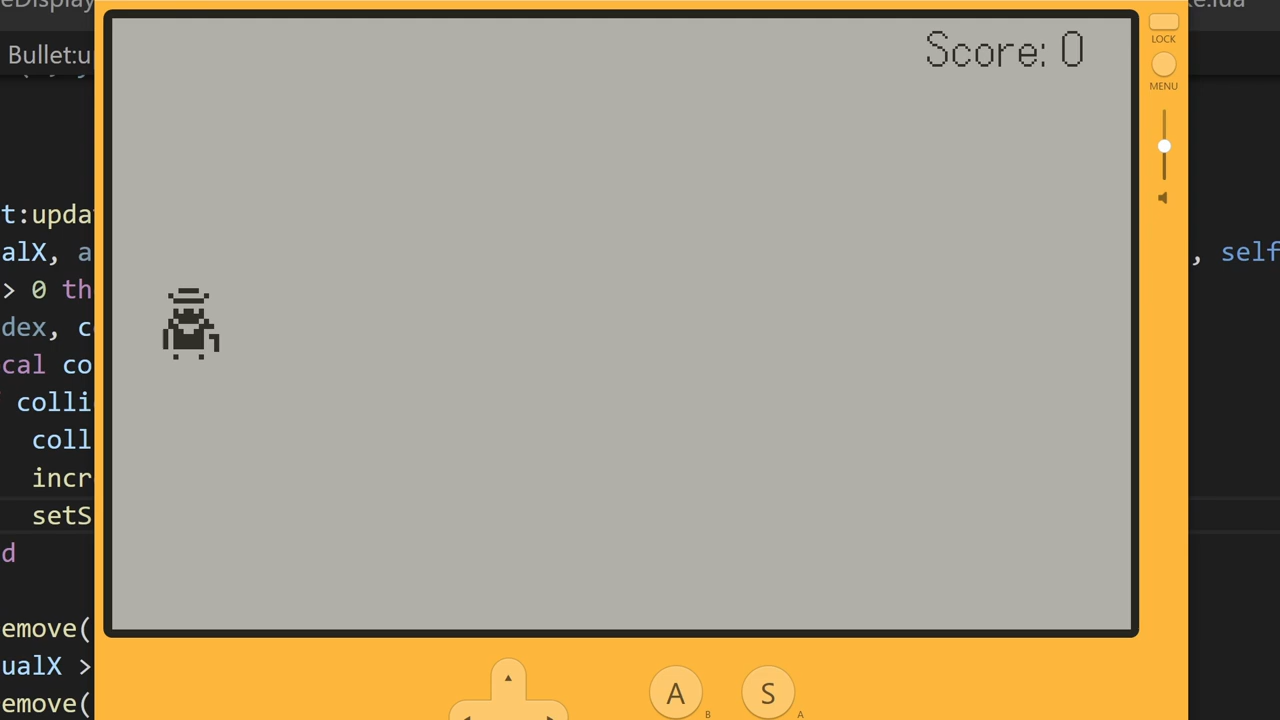 Score: 0
LOCK
MENU
Bullet:u
t:upda
alX, a
, self
> 0 th
dex, c
cal co
colli
coll
incr
setS
d
emove(
ualX >
emove(
A
B
S
A